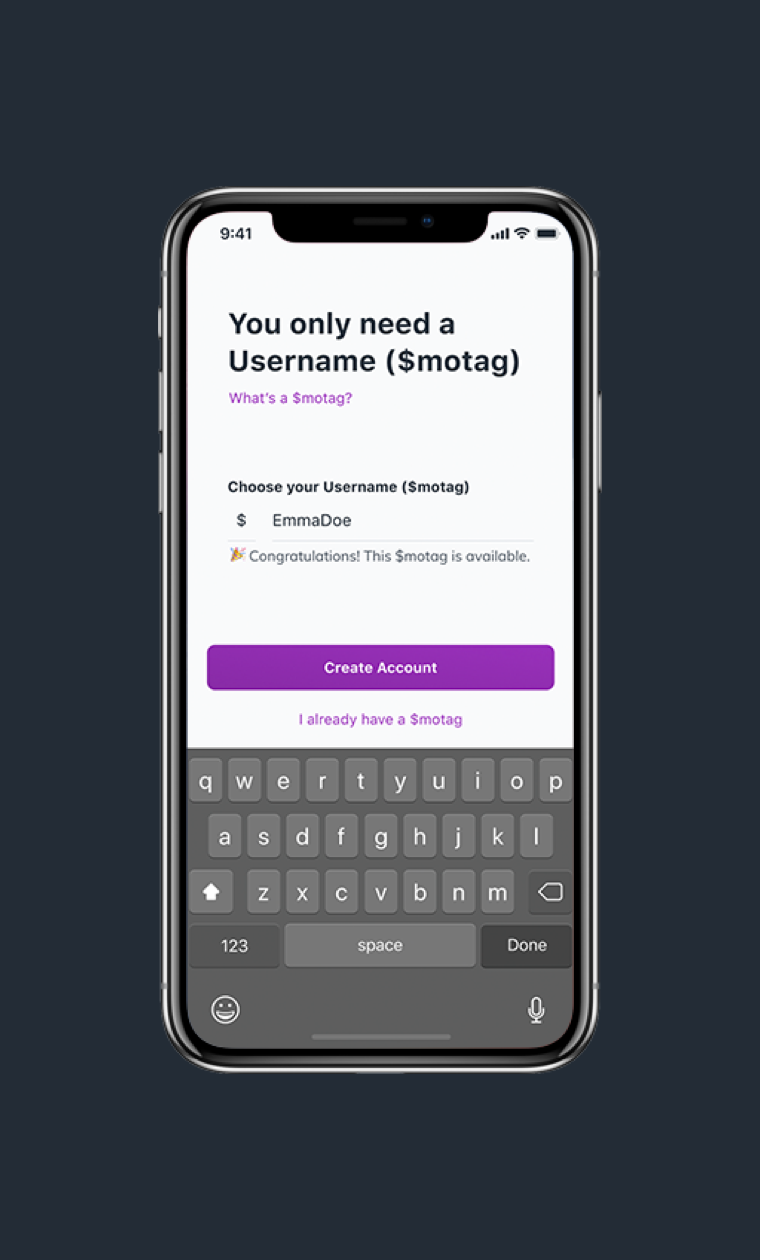 9:41
You only need a
Username ($motag)
What's a $motag?
Choose your Username ($motag)
$ EmmaDoe
🎉 Congratulations! This $motag is available.
Create Account
I already have a $motag
q w e r t y u i o p
a s d f g h j k l
z x c v b n m
123 space Done